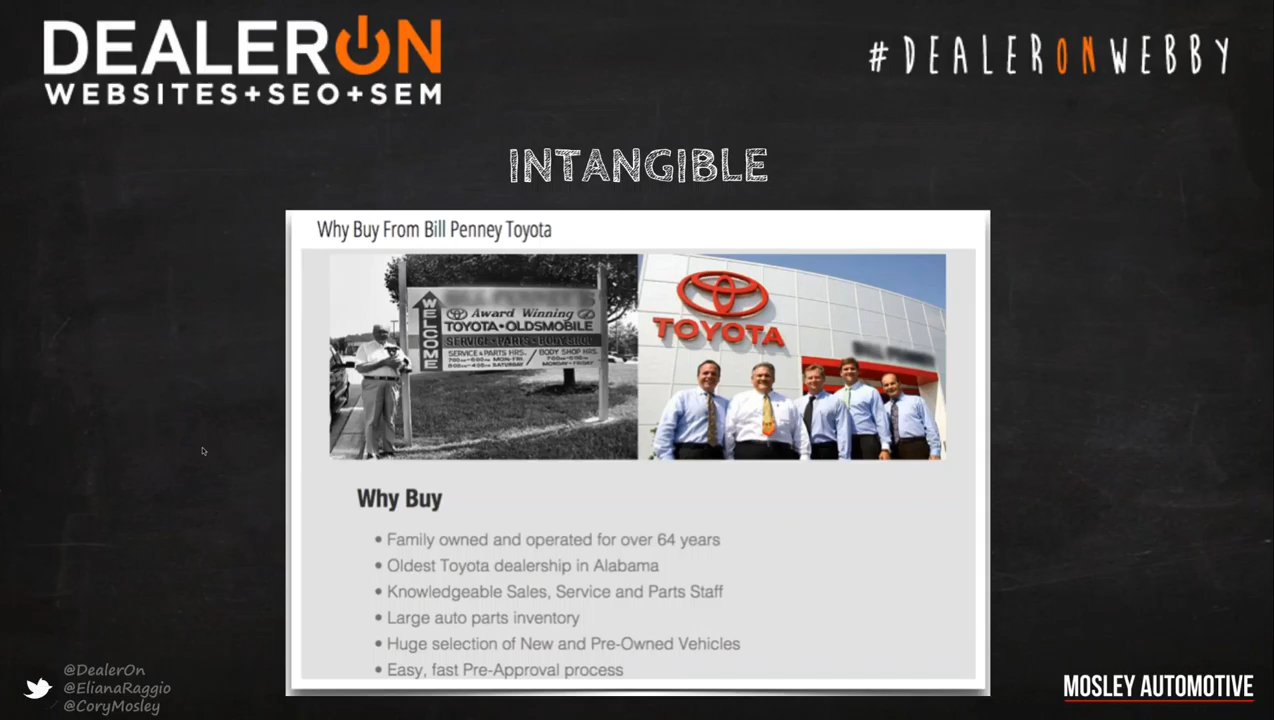 DEALERON
WEBSITES+SEO+SEM
#DEALERONWEBBY
INTANGIBLE
Why Buy From Bill Penney Toyota
WELCOME
Award Winning
TOYOTA•OLDSMOBILE
SERVICE•PARTS•BODY SHOP
SERVICE & PARTS HRS.
BODY SHOP HRS.
TOYOTA
Why Buy
• Family owned and operated for over 64 years
• Oldest Toyota dealership in Alabama
• Knowledgeable Sales, Service and Parts Staff
• Large auto parts inventory
• Huge selection of New and Pre-Owned Vehicles
• Easy, fast Pre-Approval process
@DealerOn
@ElianaRaggio
@CoryMosley
MOSLEY AUTOMOTIVE